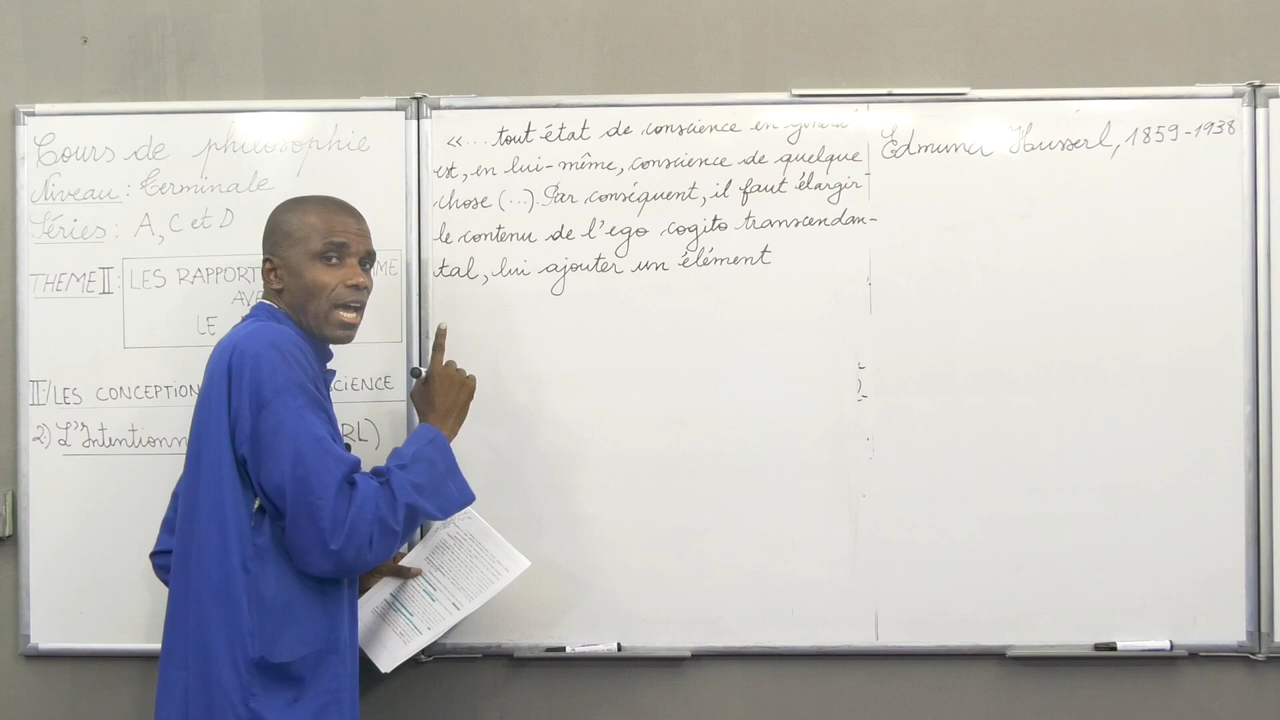 Cours de philosophie
Niveau : Terminale
Séries : A, C et D
THEME II : LES RAPPORT
LE
II/ LES CONCEPTION SCIENCE
2) L'Intentionn RL)
«... tout état de conscience en
est, en lui-même, conscience de quelque
chose (...). Par conséquent, il faut élargir
le contenu de l'ego cogito transcendan-
tal, lui ajouter un élément
Edmund Husserl, 1859-1938